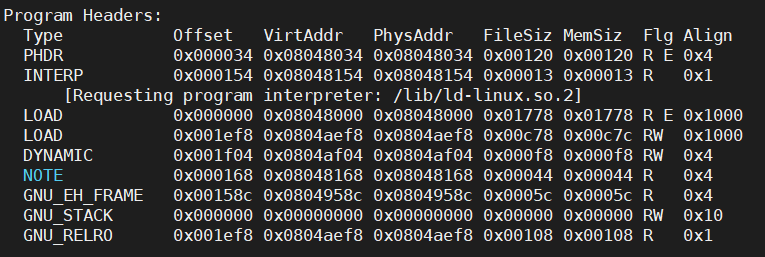 Program Headers:
  Type           Offset   VirtAddr   PhysAddr   FileSiz MemSiz  Flg Align
  PHDR           0x000034 0x08048034 0x08048034 0x00120 0x00120 R E 0x4
  INTERP         0x000154 0x08048154 0x08048154 0x00013 0x00013 R   0x1
      [Requesting program interpreter: /lib/ld-linux.so.2]
  LOAD           0x000000 0x08048000 0x08048000 0x01778 0x01778 R E 0x1000
  LOAD           0x001ef8 0x0804aef8 0x0804aef8 0x00c78 0x00c7c RW  0x1000
  DYNAMIC        0x001f04 0x0804af04 0x0804af04 0x000f8 0x000f8 RW  0x4
  NOTE           0x000168 0x08048168 0x08048168 0x00044 0x00044 R   0x4
  GNU_EH_FRAME   0x00158c 0x0804958c 0x0804958c 0x0005c 0x0005c R   0x4
  GNU_STACK      0x000000 0x00000000 0x00000000 0x00000 0x00000 RW  0x10
  GNU_RELRO      0x001ef8 0x0804aef8 0x0804aef8 0x00108 0x00108 R   0x1